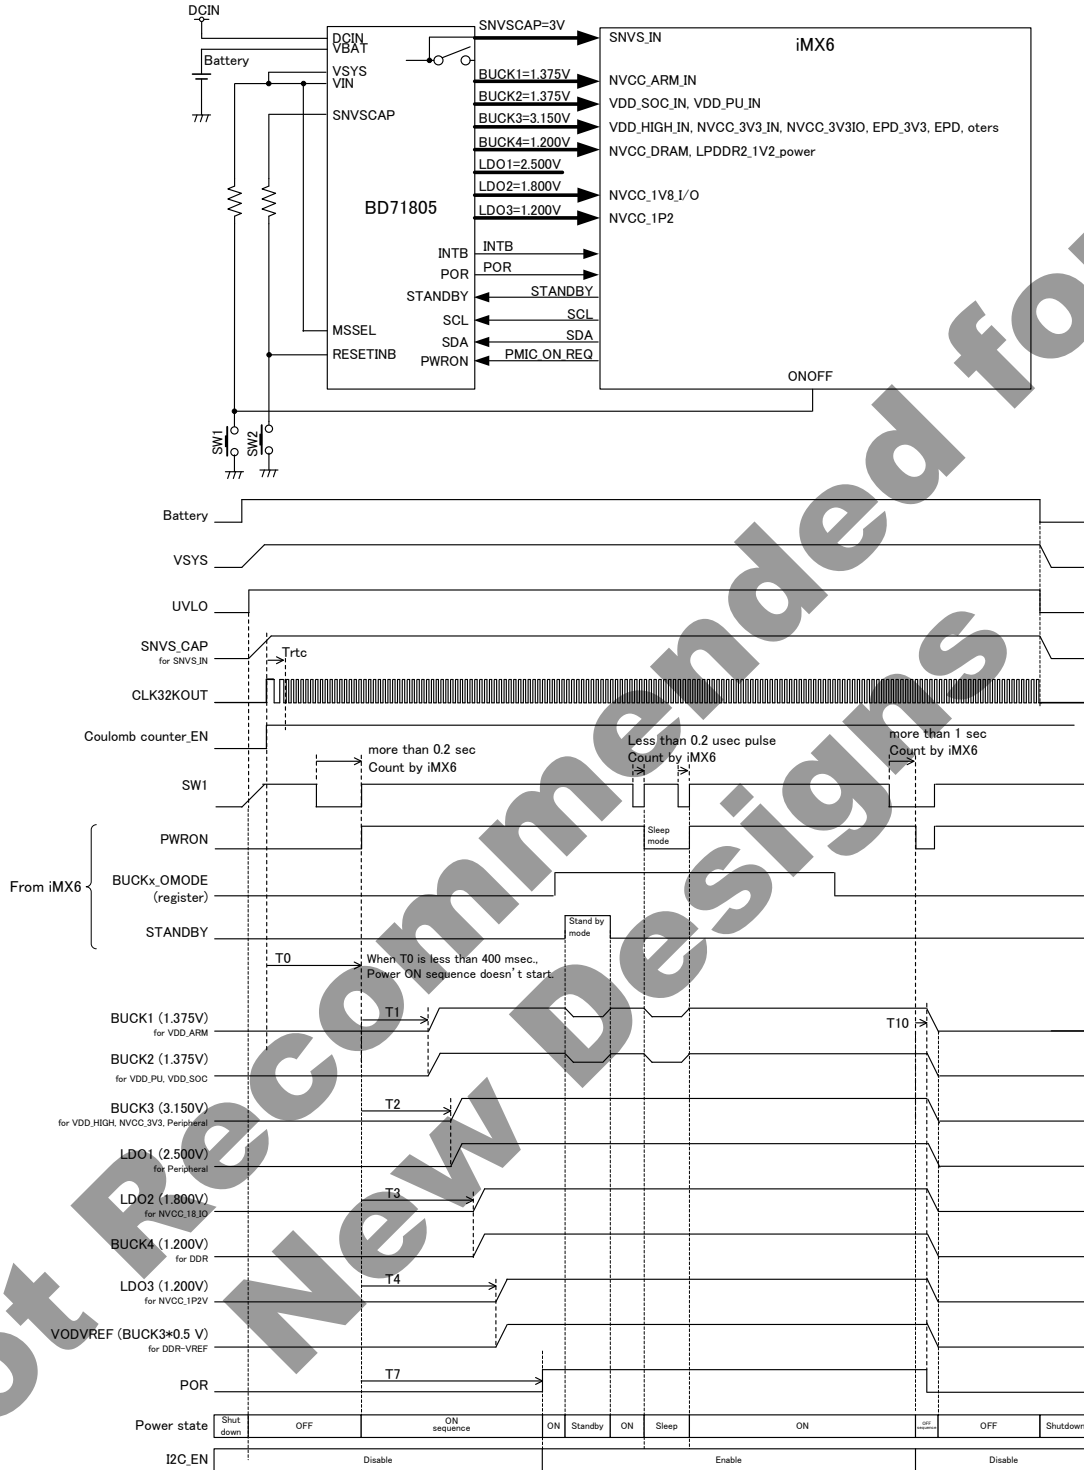 DCIN
SNVSCAP=3V
DCIN
VBAT
SNVS_IN
iMX6
Battery
VSYS
VIN
BUCK1=1.375V
NVCC_ARM_IN
BUCK2=1.375V
VDD_SOC_IN, VDD_PU_IN
SNVSCAP
BUCK3=3.150V
VDD_HIGH_IN, NVCC_3V3_IN, NVCC_3V3IO, EPD_3V3, EPD, oters
BUCK4=1.200V
NVCC_DRAM, LPDDR2_1V2_power
LDO1=2.500V
LDO2=1.800V
NVCC_1V8_I/O
BD71805
LDO3=1.200V
NVCC_1P2
INTB INTB
POR POR
STANDBY STANDBY
SCL SCL
MSSEL
SDA SDA
RESETINB
PWRON PMIC_ON_REQ
ONOFF
SW1
SW2
Battery
VSYS
UVLO
SNVS_CAP
for SNVS_IN
Trtc
CLK32KOUT
Coulomb counter_EN
more than 0.2 sec
Count by iMX6
Less than 0.2 usec pulse
Count by iMX6
more than 1 sec
Count by iMX6
SW1
PWRON
Sleep
mode
From iMX6
BUCKx_OMODE
(register)
STANDBY
Stand by
mode
T0
When T0 is less than 400 msec.,
Power ON sequence doesn't start.
BUCK1 (1.375V)
for VDD_ARM
T1
T10
BUCK2 (1.375V)
for VDD_PU, VDD_SOC
BUCK3 (3.150V)
for VDD_HIGH, NVCC_3V3, Peripheral
T2
LDO1 (2.500V)
for Peripheral
LDO2 (1.800V)
for NVCC_18_IO
T3
BUCK4 (1.200V)
for DDR
LDO3 (1.200V)
for NVCC_1P2V
T4
VODVREF (BUCK3*0.5 V)
for DDR-VREF
POR
T7
Power state
Shut
down
OFF
ON
sequence
ON
Standby
ON
Sleep
ON
OFF
sequence
OFF
Shutdown
I2C_EN
Disable
Enable
Disable
ot Recommended for
New Designs